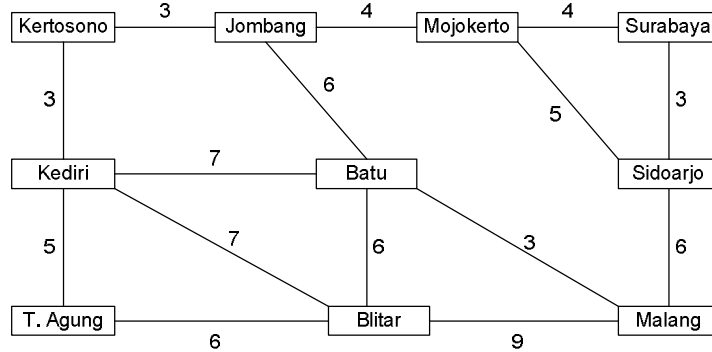 3
4
4
Kertosono
Jombang
Mojokerto
Surabaya
3
6
5
3
7
Kediri
Batu
Sidoarjo
5
7
6
3
6
T. Agung
Blitar
Malang
6
9